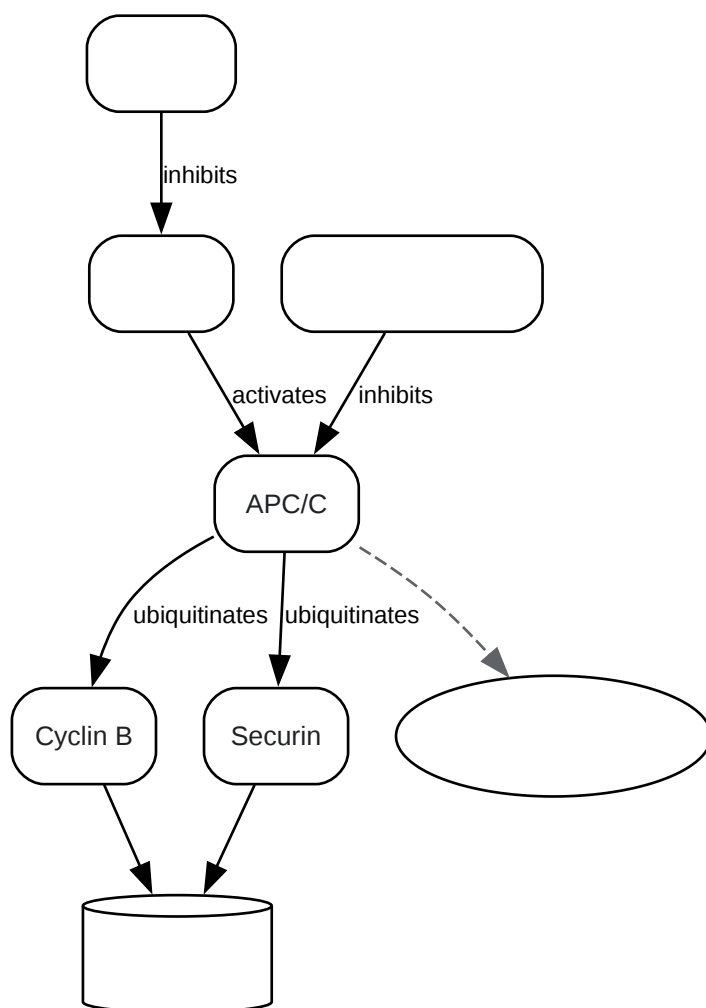 inhibits
activates
inhibits
APC/C
ubiquitinates
ubiquitinates
Cyclin B
Securin